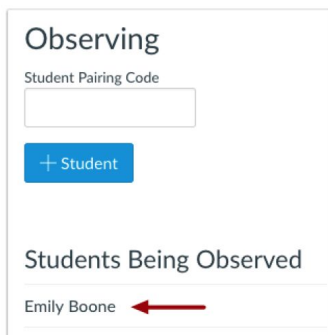 Observing
Student Pairing Code
+ Student
Students Being Observed
Emily Boone